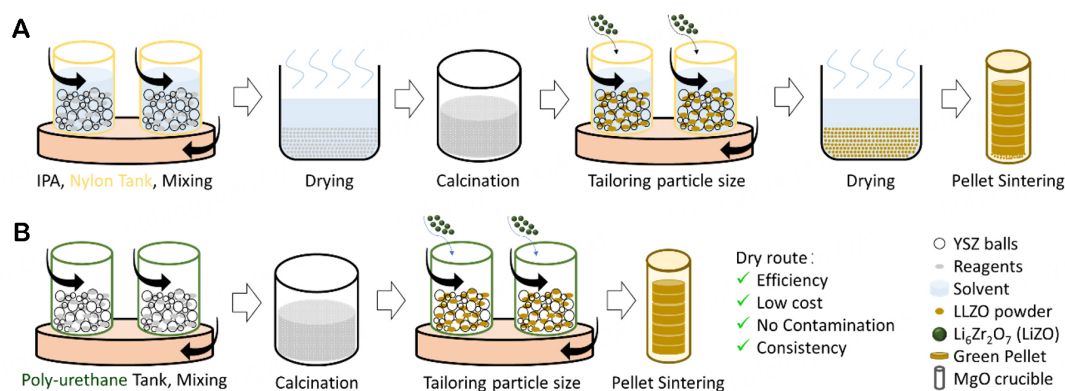 A
IPA, Nylon Tank, Mixing
Drying
Calcination
Tailoring particle size
Drying
Pellet Sintering
B
Poly-urethane Tank, Mixing
Calcination
Tailoring particle size
Pellet Sintering
Dry route:
✓ Efficiency
✓ Low cost
✓ No Contamination
✓ Consistency
YSZ balls
Reagents
Solvent
LLZO powder
Li₆Zr₂O₇ (LiZO)
Green Pellet
MgO crucible